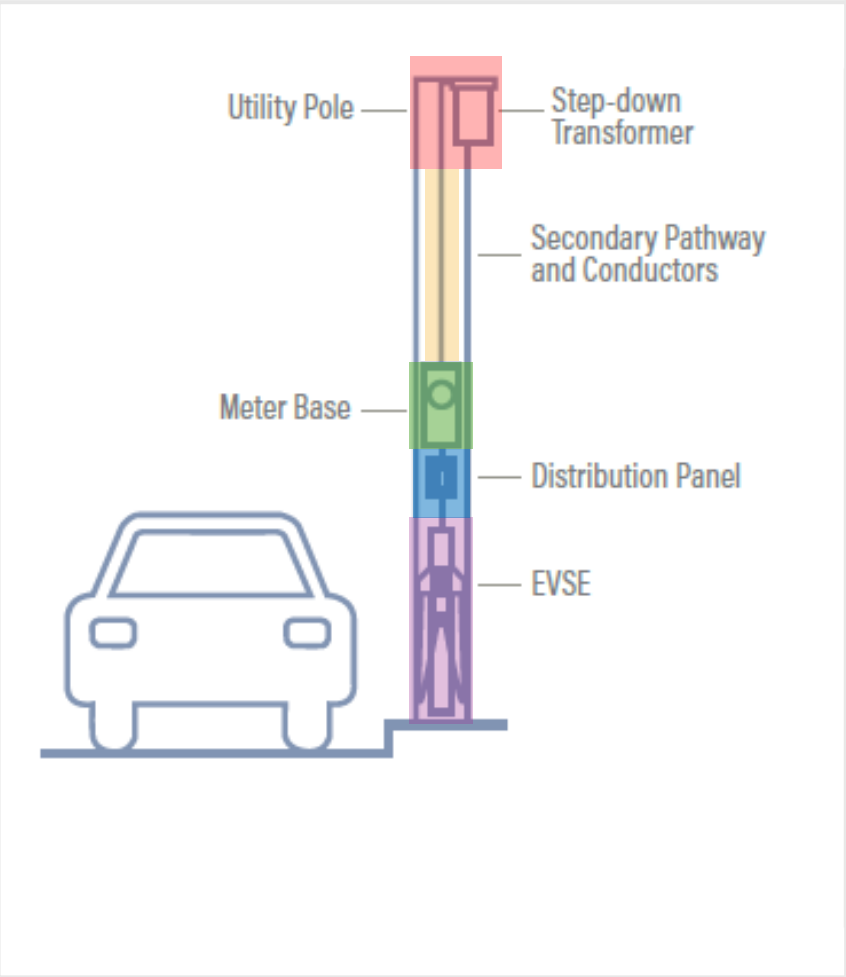 Utility Pole
Step-down
Transformer
Secondary Pathway
and Conductors
Meter Base
Distribution Panel
EVSE